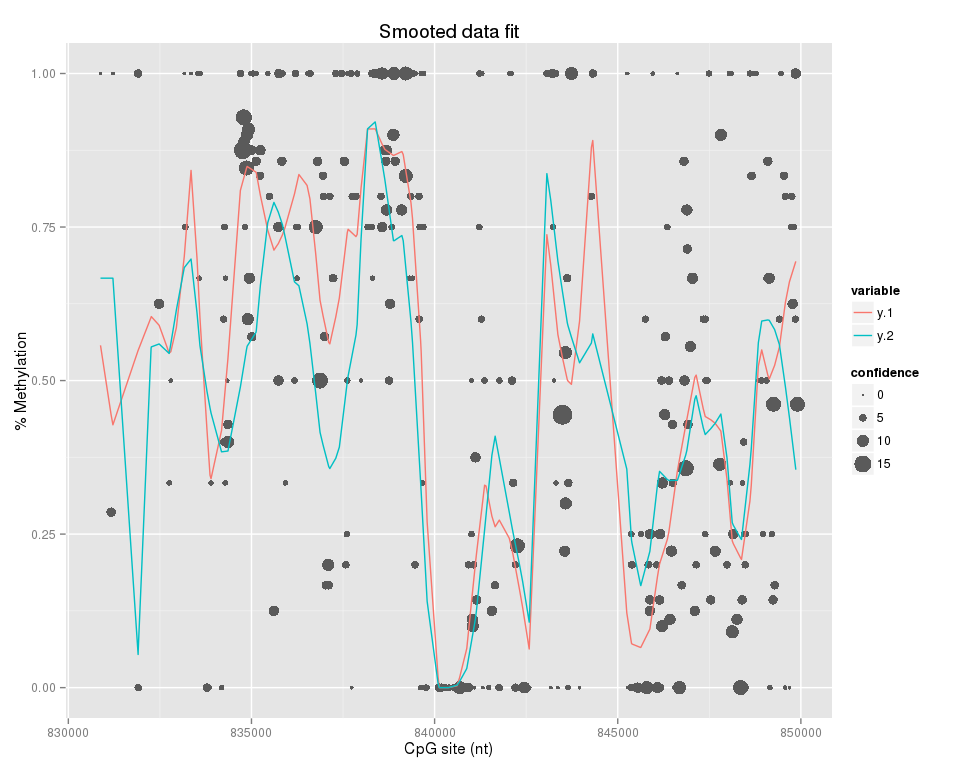 Smooted data fit
% Methylation
1.00
0.75
0.50
0.25
0.00
830000
835000
840000
845000
850000
CpG site (nt)
variable
y.1
y.2
confidence
0
5
10
15